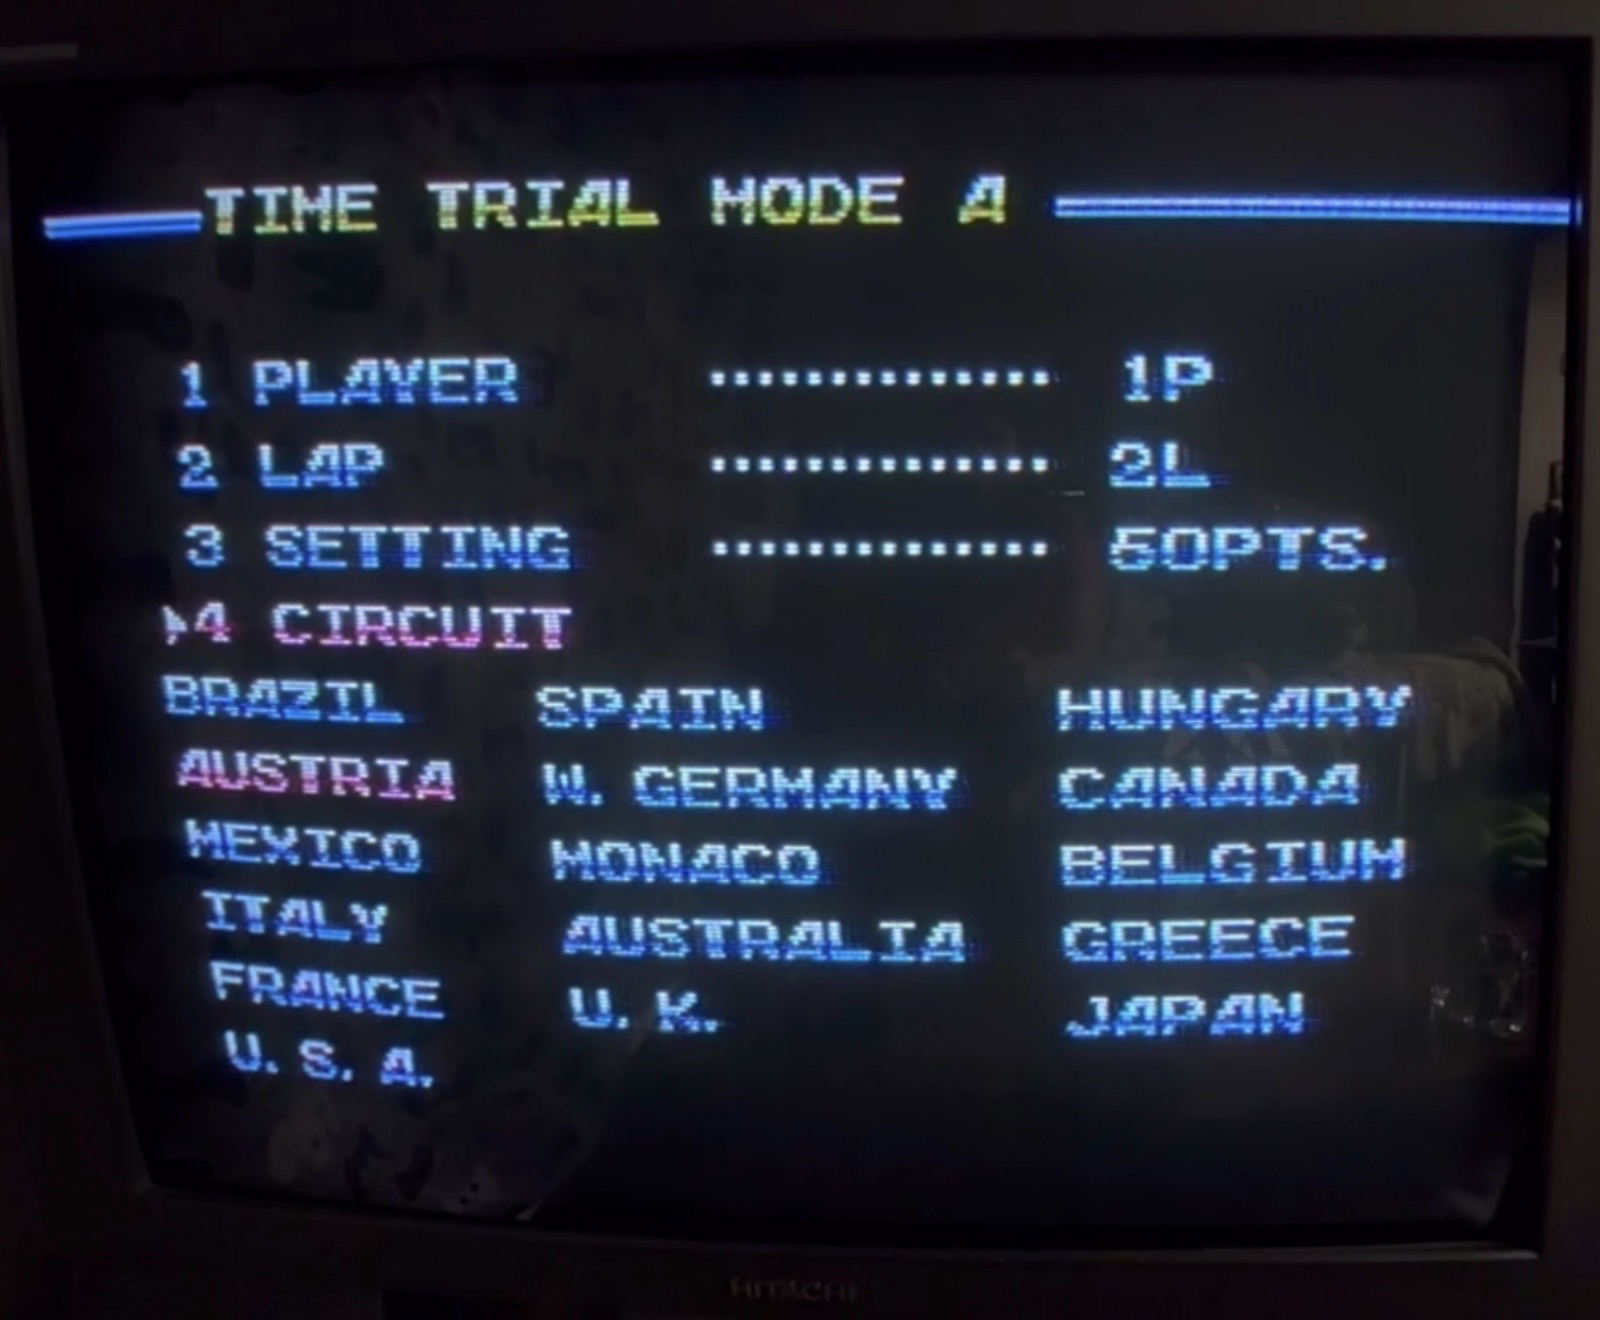 TIME TRIAL MODE A
1 PLAYER .............. 1P
2 LAP .............. 2L
3 SETTING .............. 50PTS.
▶4 CIRCUIT
BRAZIL SPAIN HUNGARY
AUSTRIA W. GERMANY CANADA
MEXICO MONACO BELGIUM
ITALY AUSTRALIA GREECE
FRANCE U. K. JAPAN
U. S. A.
HITACHI